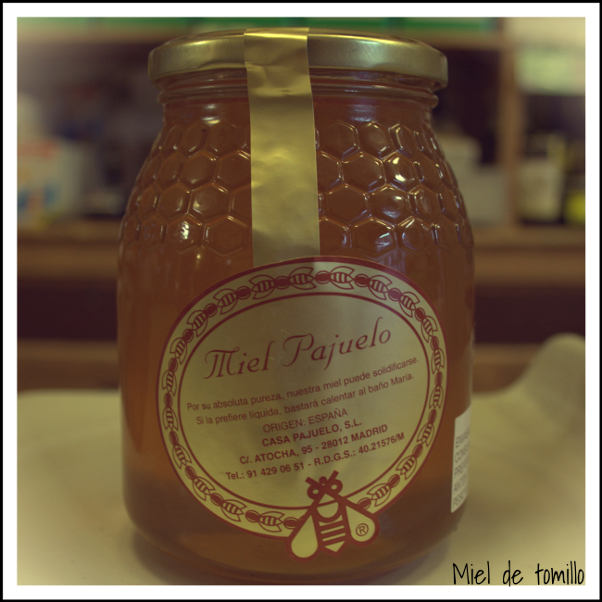 Miel Pajuelo
Por su absoluta pureza, nuestra miel puede solidificarse.
Si la prefiere líquida, bastará calentar al baño María.
ORIGEN: ESPAÑA
CASA PAJUELO, S.L.
C/. ATOCHA, 95 - 28012 MADRID
Tel.: 91 429 06 51 - R.D.G.S.: 40.21576/M
®
Miel de tomillo